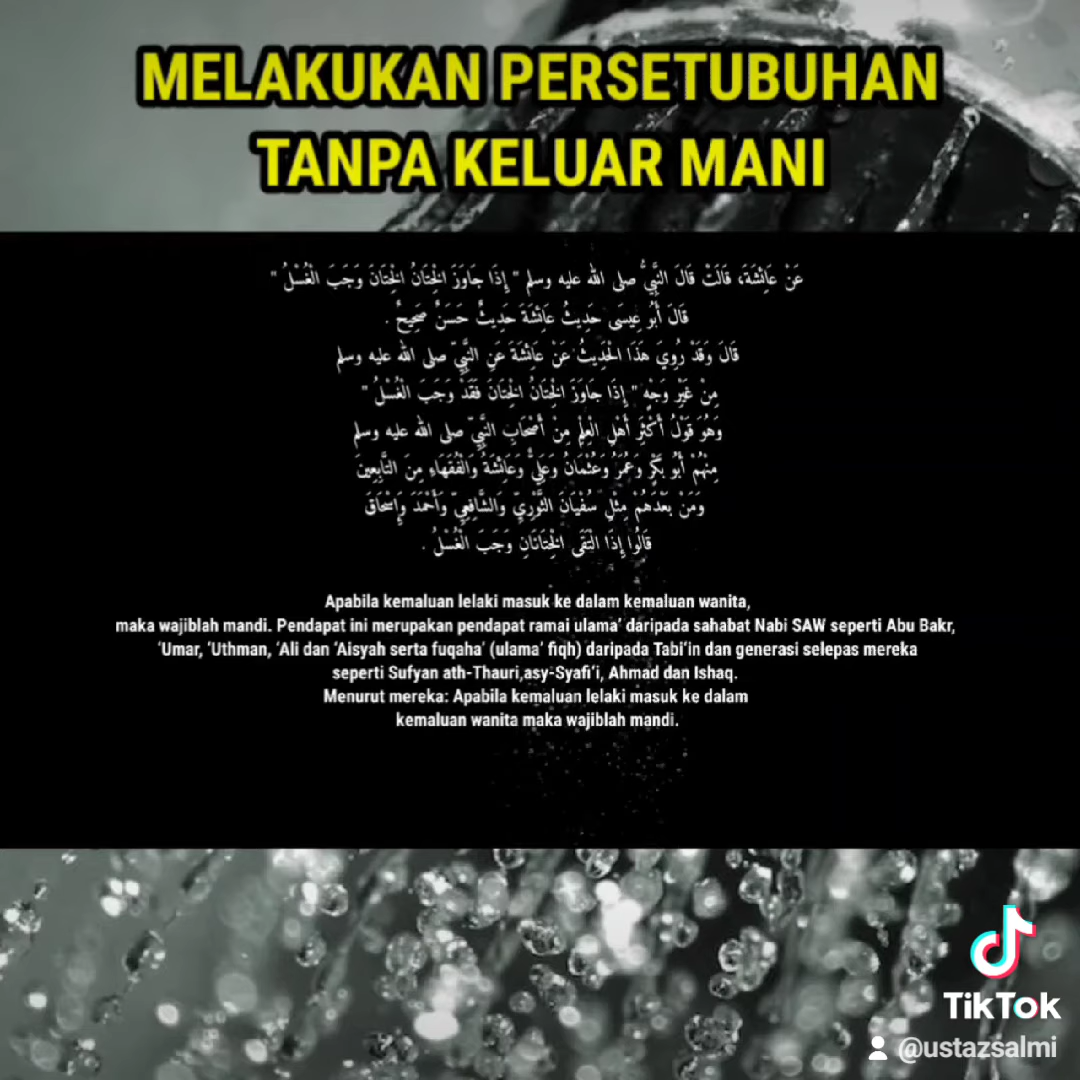 MELAKUKAN PERSETUBUHAN
TANPA KELUAR MANI
عَنْ عَائِشَةَ، قَالَتْ قَالَ النَّبِيُّ صلى الله عليه وسلم " إِذَا جَاوَزَ الْخِتَانُ الْخِتَانَ وَجَبَ الْغُسْلُ "
قَالَ أَبُو عِيسَى حَدِيثُ عَائِشَةَ حَدِيثٌ حَسَنٌ صَحِيحٌ .
قَالَ وَقَدْ رُوِيَ هَذَا الْحَدِيثُ عَنْ عَائِشَةَ عَنِ النَّبِيِّ صلى الله عليه وسلم
مِنْ غَيْرِ وَجْهٍ " إِذَا جَاوَزَ الْخِتَانُ الْخِتَانَ فَقَدْ وَجَبَ الْغُسْلُ "
وَهُوَ قَوْلُ أَكْثَرِ أَهْلِ الْعِلْمِ مِنْ أَصْحَابِ النَّبِيِّ صلى الله عليه وسلم
مِنْهُمْ أَبُو بَكْرٍ وَعُمَرُ وَعُثْمَانُ وَعَلِيٌّ وَعَائِشَةُ وَالْفُقَهَاءِ مِنَ التَّابِعِينَ
وَمَنْ بَعْدَهُمْ مِثْلِ سُفْيَانَ الثَّوْرِيِّ وَالشَّافِعِيِّ وَأَحْمَدَ وَإِسْحَاقَ
قَالُوا إِذَا الْتَقَى الْخِتَانَانِ وَجَبَ الْغُسْلُ .
Apabila kemaluan lelaki masuk ke dalam kemaluan wanita,
maka wajiblah mandi. Pendapat ini merupakan pendapat ramai ulama’ daripada sahabat Nabi SAW seperti Abu Bakr,
‘Umar, ‘Uthman, ‘Ali dan ‘Aisyah serta fuqaha’ (ulama’ fiqh) daripada Tabi‘in dan generasi selepas mereka
seperti Sufyan ath-Thauri,asy-Syafi‘i, Ahmad dan Ishaq.
Menurut mereka: Apabila kemaluan lelaki masuk ke dalam
kemaluan wanita maka wajiblah mandi.
TikTok
@ustazsalmi